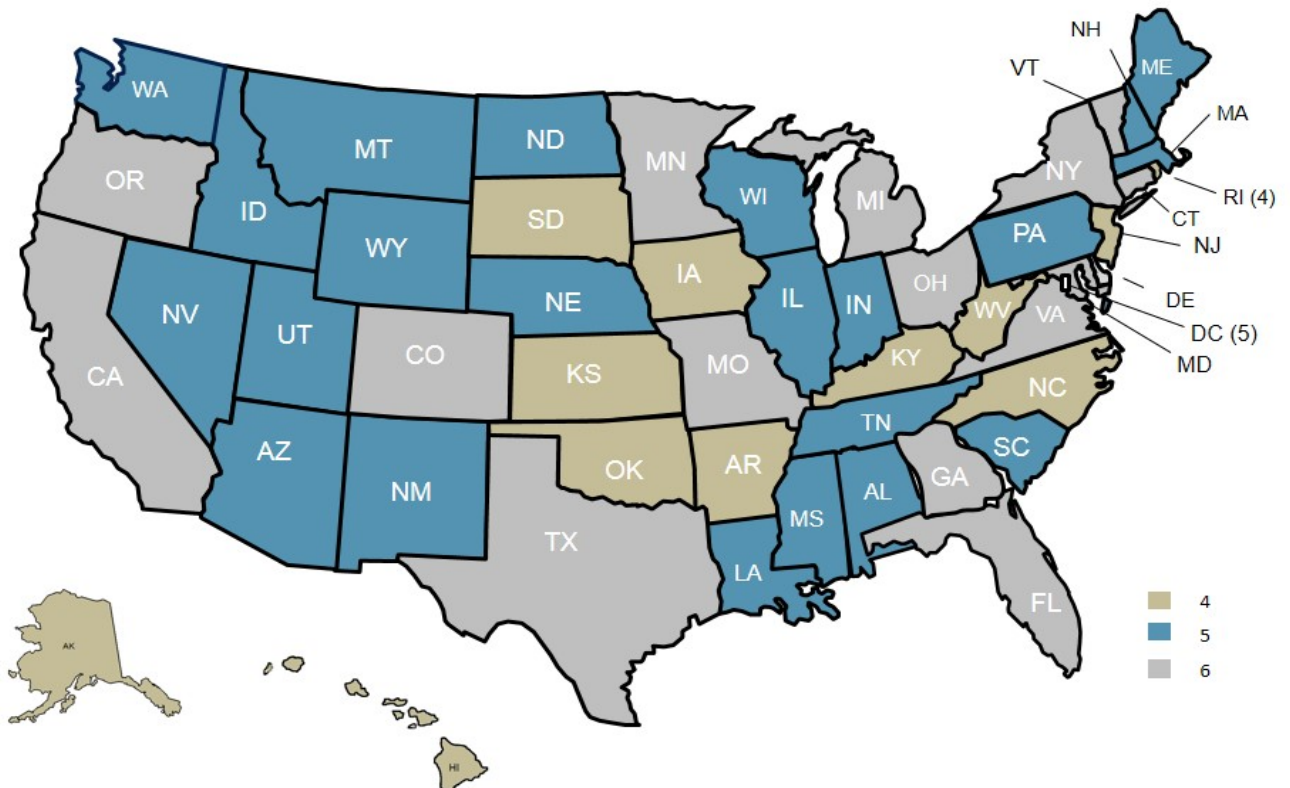 NH
VT
ME
WA
MA
MT
ND
MN
OR
NY
MI
RI (4)
WI
ID
SD
CT
PA
NJ
WY
IA
OH
NE
IL
IN
DE
NV
WV
VA
UT
DC (5)
CO
KY
MD
MO
CA
KS
NC
TN
AZ
SC
AR
OK
GA
NM
AL
MS
TX
LA
FL
4
5
6
AK
HI